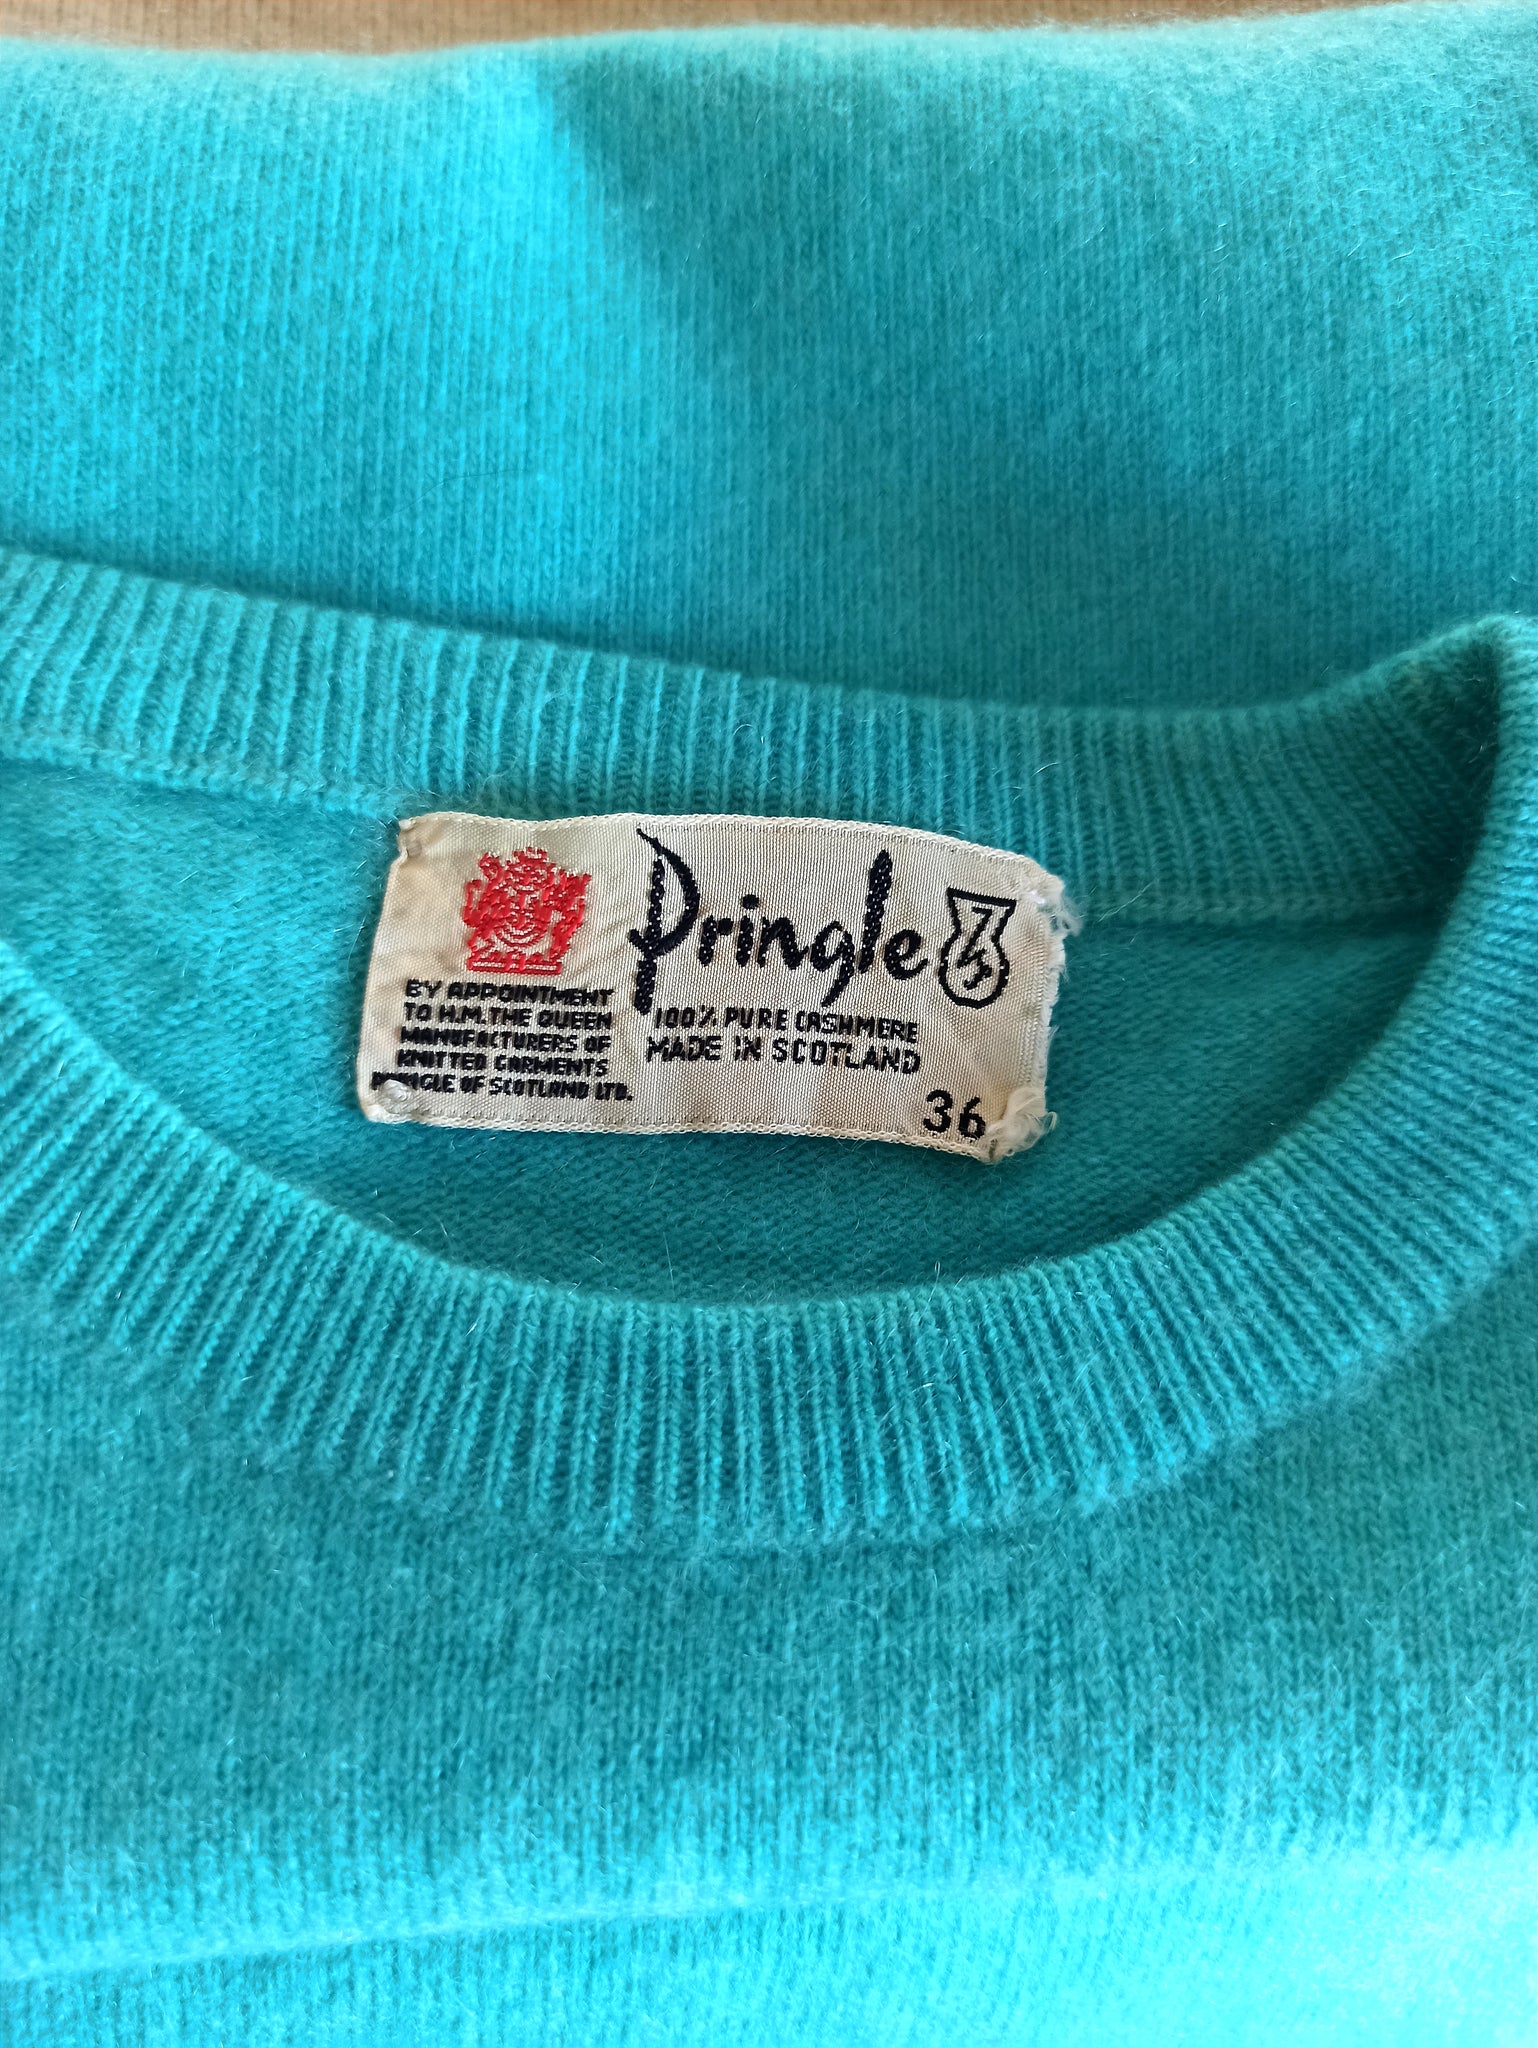 Pringle
BY APPOINTMENT
TO H.M. THE QUEEN
MANUFACTURERS OF
KNITTED GARMENTS
PRINGLE OF SCOTLAND LTD.
100% PURE CASHMERE
MADE IN SCOTLAND
36